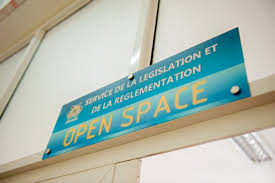 SERVICE DE LA LEGISLATION ET
DE LA REGLEMENTATION
OPEN SPACE